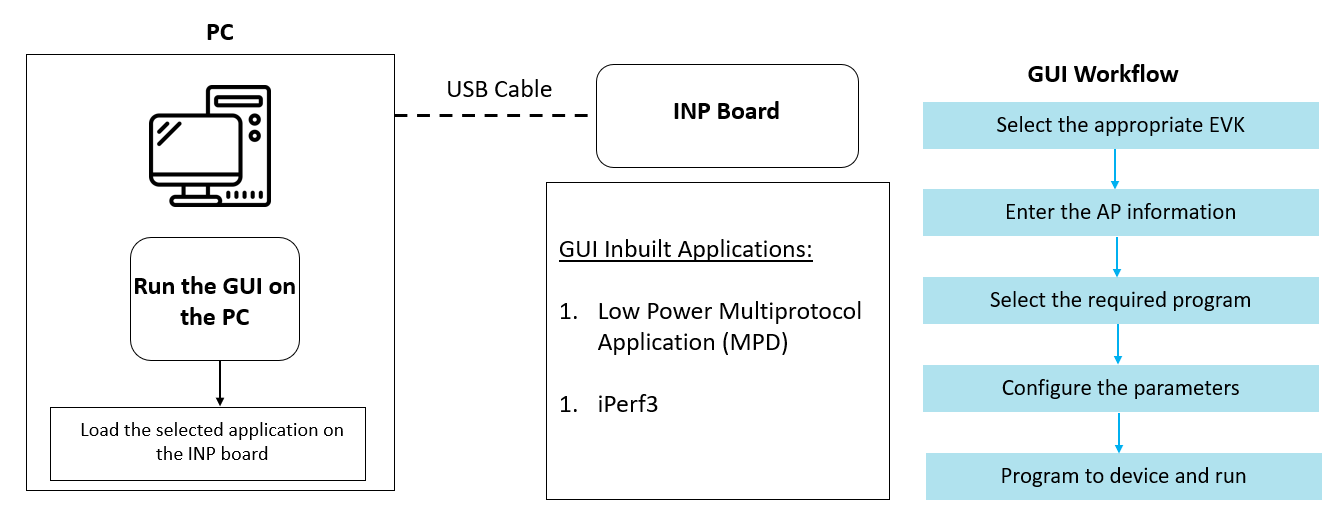 PC
Run the GUI on
the PC
Load the selected application on
the INP board
USB Cable
INP Board
GUI Inbuilt Applications:
1. Low Power Multiprotocol
Application (MPD)
1. iPerf3
GUI Workflow
Select the appropriate EVK
Enter the AP information
Select the required program
Configure the parameters
Program to device and run